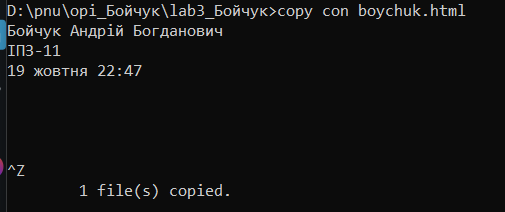 D:\pnu\opi_Бойчук\lab3_Бойчук>copy con boychuk.html
Бойчук Андрій Богданович
ІПЗ-11
19 жовтня 22:47
^Z
        1 file(s) copied.